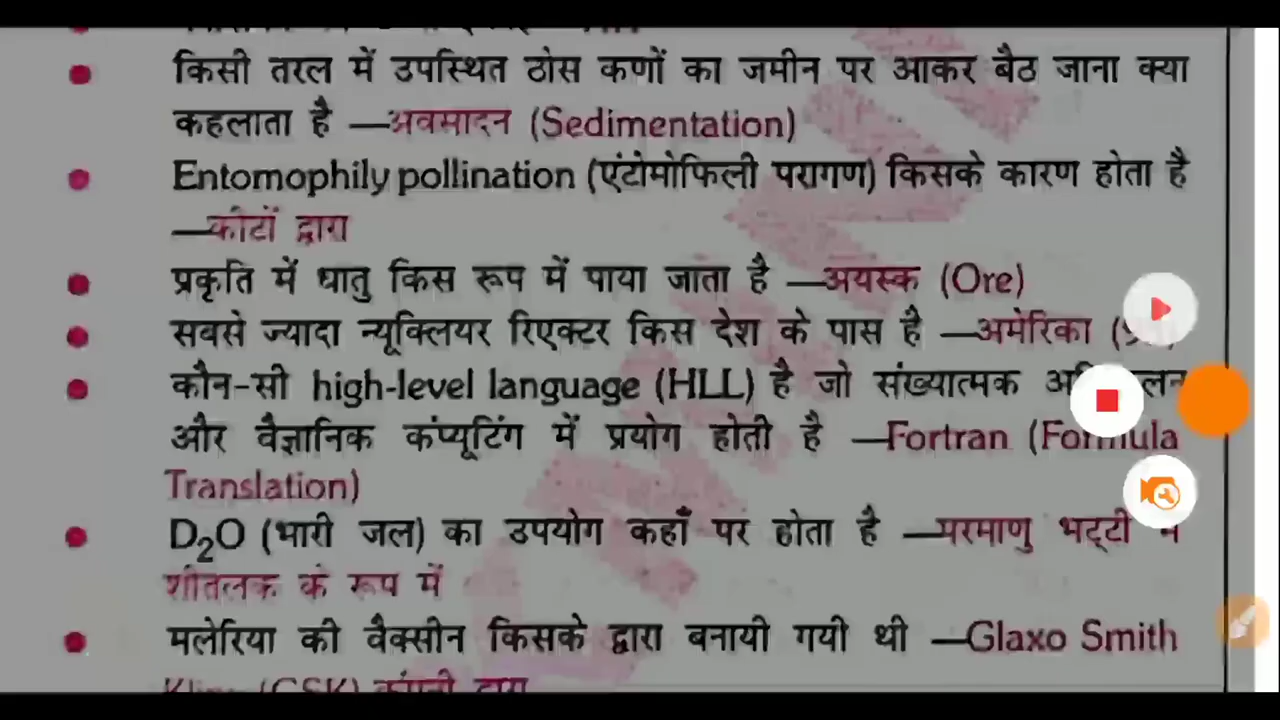 किसी तरल में उपस्थित ठोस कणों का जमीन पर आकर बैठ जाना क्या
कहलाता है —अवसादन (Sedimentation)
Entomophily pollination (एंटोमोफिली परागण) किसके कारण होता है
—कीटों द्वारा
प्रकृति में धातु किस रूप में पाया जाता है —अयस्क (Ore)
सबसे ज्यादा न्यूक्लियर रिएक्टर किस देश के पास है —अमेरिका
कौन-सी high-level language (HLL) है जो संख्यात्मक
और वैज्ञानिक कंप्यूटिंग में प्रयोग होती है —Fortran (Formula
Translation)
D₂O (भारी जल) का उपयोग कहाँ पर होता है —परमाणु भट्टी में
शीतलक के रूप में
मलेरिया की वैक्सीन किसके द्वारा बनायी गयी थी —Glaxo Smith